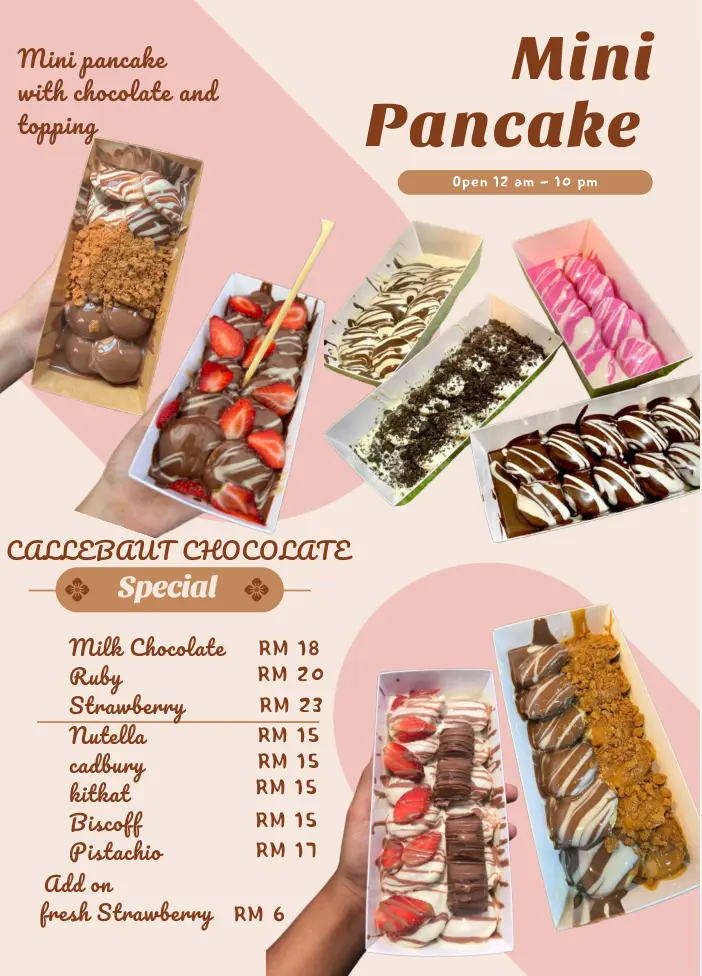 Mini pancake
with chocolate and
topping
Mini
Pancake
Open 12 am - 10 pm
CALLEBAUT CHOCOLATE
Special
Milk Chocolate RM 18
Ruby RM 20
Strawberry RM 23
Nutella RM 15
cadbury RM 15
kitkat RM 15
Biscoff RM 15
Pistachio RM 17
Add on
fresh Strawberry RM 6